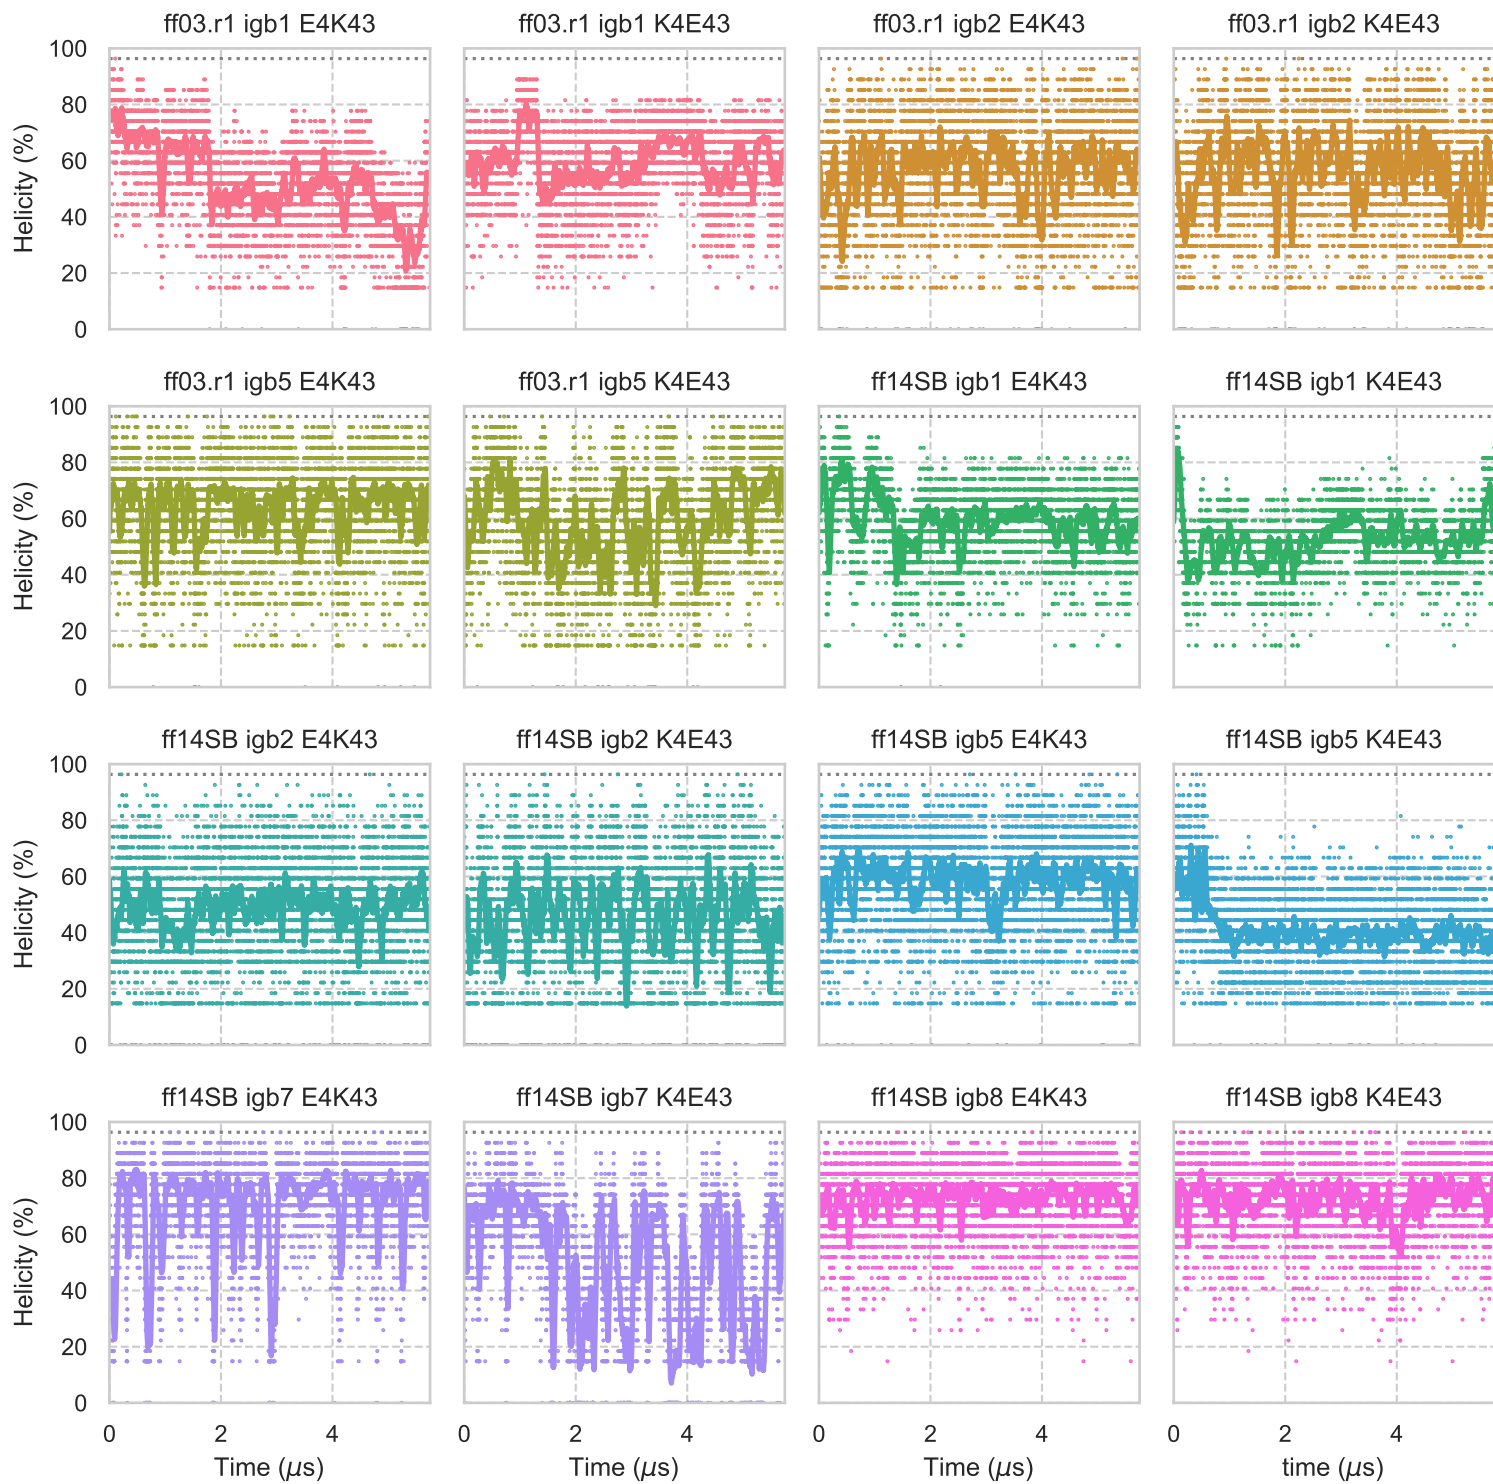 ff03.r1 igb1 E4K43 ff03.r1 igb1 K4E43 ff03.r1 igb2 E4K43 ff03.r1 igb2 K4E43
100
80
60
40
20
0
Helicity (%)
ff03.r1 igb5 E4K43 ff03.r1 igb5 K4E43 ff14SB igb1 E4K43 ff14SB igb1 K4E43
100
80
60
40
20
0
Helicity (%)
ff14SB igb2 E4K43 ff14SB igb2 K4E43 ff14SB igb5 E4K43 ff14SB igb5 K4E43
100
80
60
40
20
0
Helicity (%)
ff14SB igb7 E4K43 ff14SB igb7 K4E43 ff14SB igb8 E4K43 ff14SB igb8 K4E43
100
80
60
40
20
0
Helicity (%)
0 2 4 0 2 4 0 2 4 0 2 4
Time (μs) Time (μs) Time (μs) time (μs)